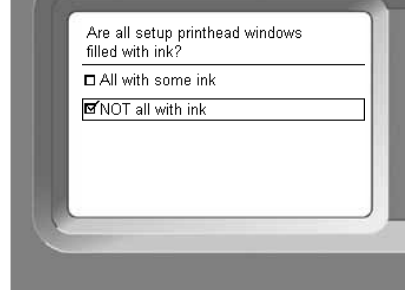 Are all setup printhead windows
filled with ink?
All with some ink
NOT all with ink